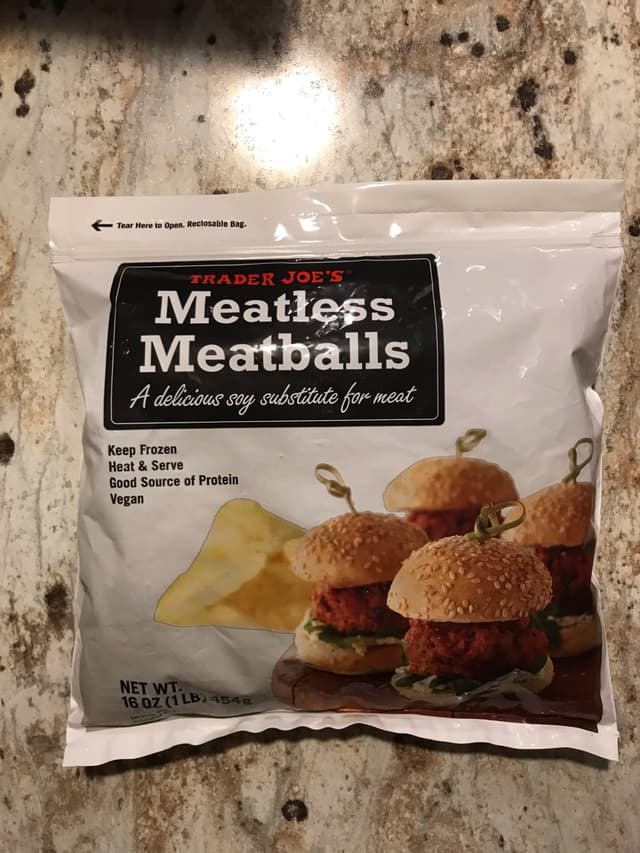 Tear Here to Open. Reclosable Bag.
TRADER JOE'S
Meatless
Meatballs
A delicious soy substitute for meat
Keep Frozen
Heat & Serve
Good Source of Protein
Vegan
NET WT.
16 OZ (1 LB) 454g